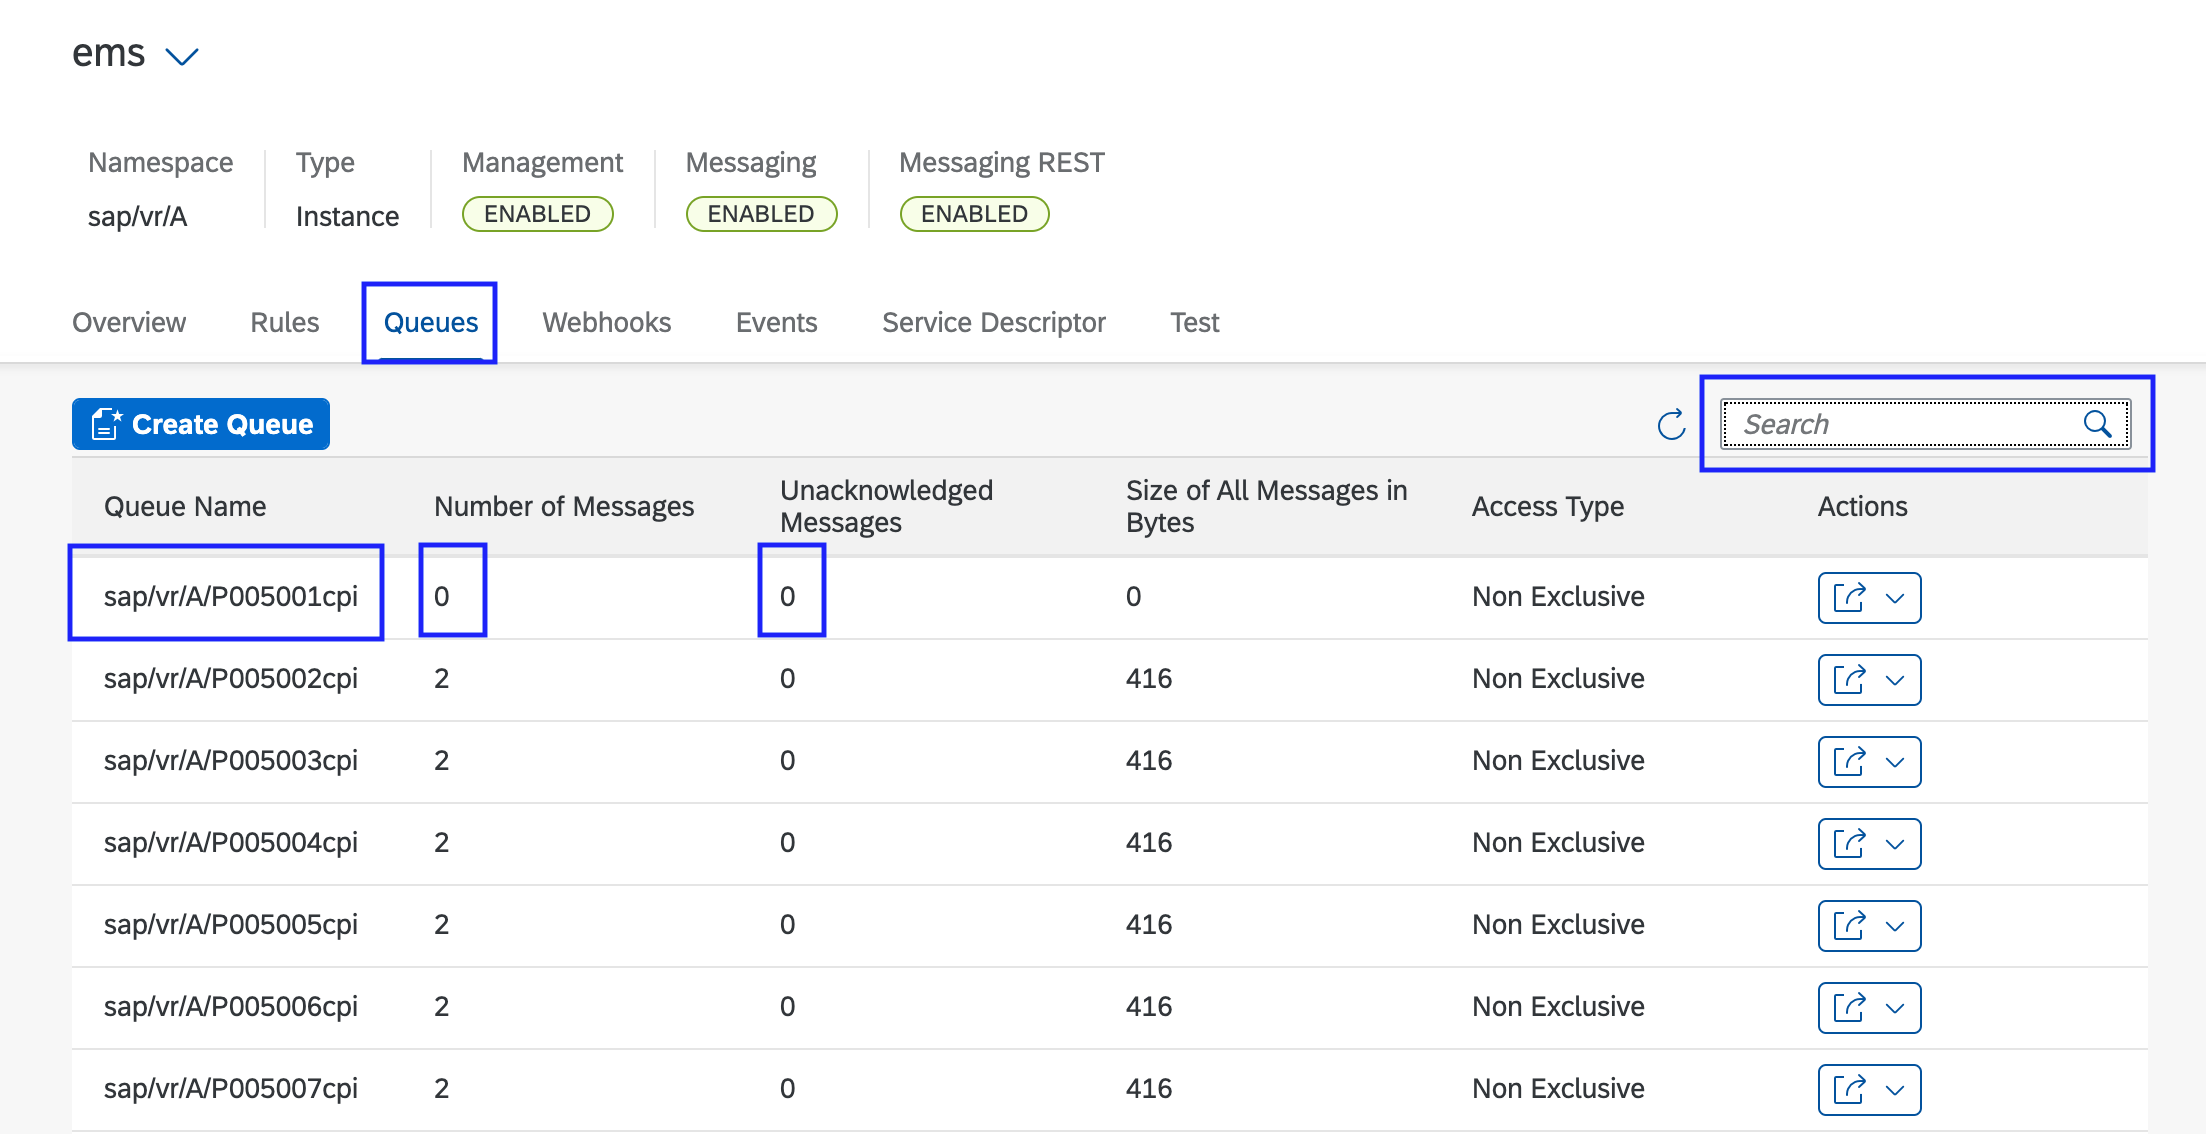 ems
Namespace Type Management Messaging Messaging REST
sap/vr/A Instance ENABLED ENABLED ENABLED
Overview Rules Queues Webhooks Events Service Descriptor Test
Create Queue Search
Queue Name Number of Messages Unacknowledged Messages Size of All Messages in Bytes Access Type Actions
sap/vr/A/P005001cpi 0 0 0 Non Exclusive
sap/vr/A/P005002cpi 2 0 416 Non Exclusive
sap/vr/A/P005003cpi 2 0 416 Non Exclusive
sap/vr/A/P005004cpi 2 0 416 Non Exclusive
sap/vr/A/P005005cpi 2 0 416 Non Exclusive
sap/vr/A/P005006cpi 2 0 416 Non Exclusive
sap/vr/A/P005007cpi 2 0 416 Non Exclusive